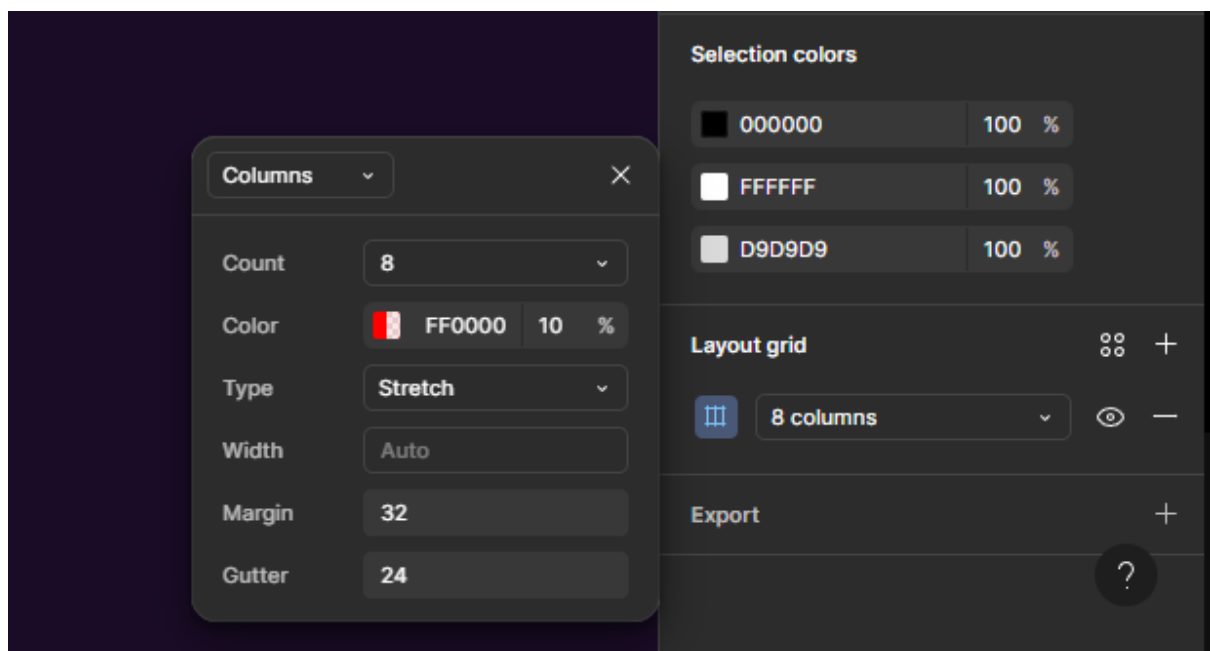 Columns
Count 8
Color FF0000 10 %
Type Stretch
Width Auto
Margin 32
Gutter 24
Selection colors
000000 100 %
FFFFFF 100 %
D9D9D9 100 %
Layout grid
8 columns
Export
?